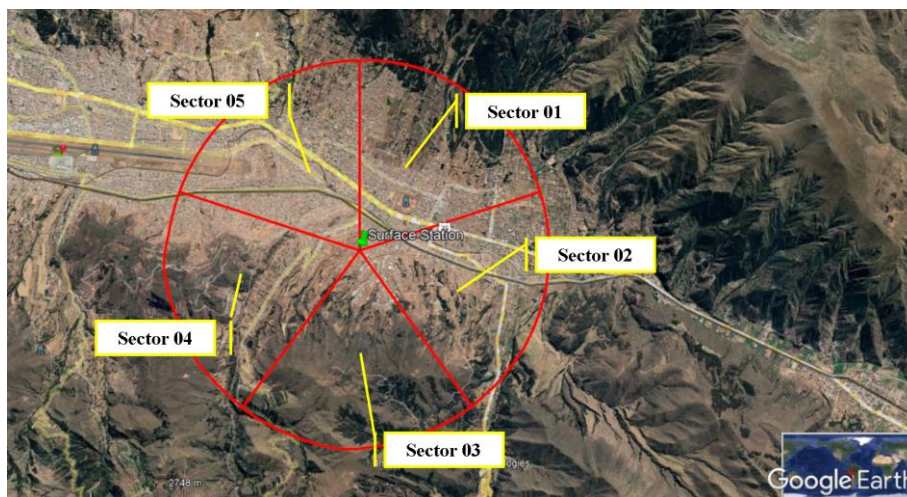 Sector 05
Sector 01
Surface Station
Sector 02
Sector 04
Sector 03
2748 m
Google Earth